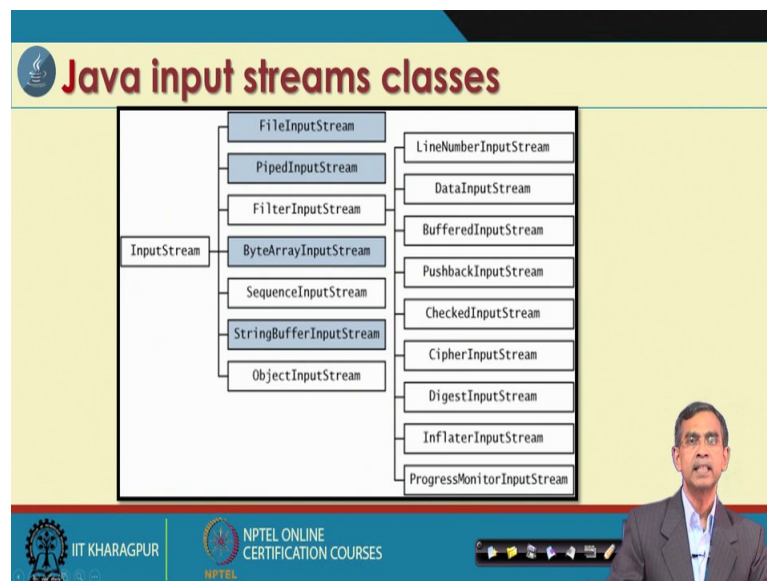 Java input streams classes
FileInputStream
PipedInputStream
FilterInputStream
InputStream
ByteArrayInputStream
SequenceInputStream
StringBufferInputStream
ObjectInputStream
LineNumberInputStream
DataInputStream
BufferedInputStream
PushbackInputStream
CheckedInputStream
CipherInputStream
DigestInputStream
InflaterInputStream
ProgressMonitorInputStream
IIT KHARAGPUR
NPTEL
NPTEL ONLINE
CERTIFICATION COURSES